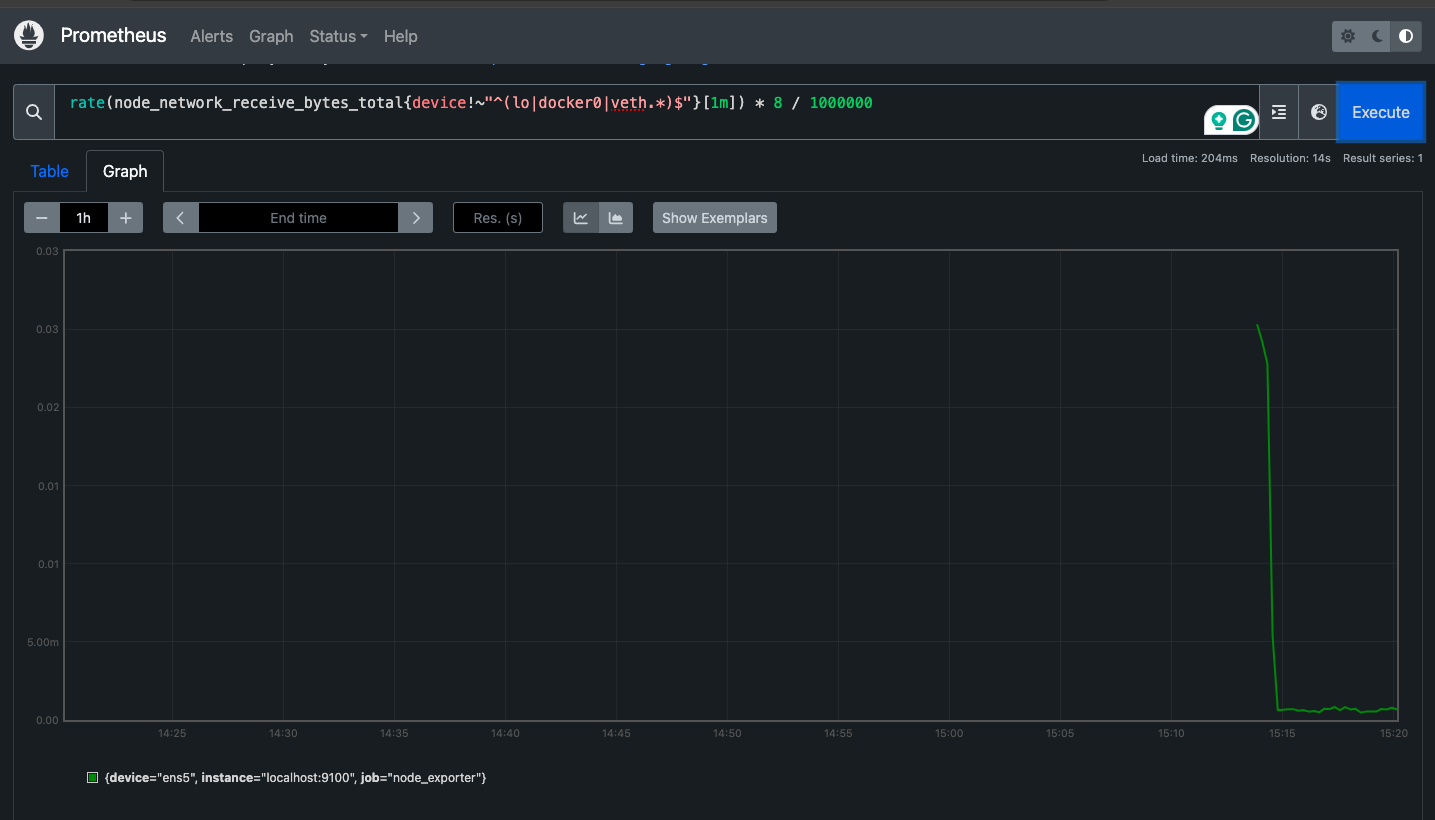 Prometheus Alerts Graph Status Help
rate(node_network_receive_bytes_total{device!~"^(lo|docker0|veth.*)$"}[1m]) * 8 / 1000000
Execute
Load time: 204ms Resolution: 14s Result series: 1
Table Graph
1h End time Res. (s) Show Exemplars
0.03
0.03
0.02
0.01
0.01
5.00m
0.00
14:25 14:30 14:35 14:40 14:45 14:50 14:55 15:00 15:05 15:10 15:15 15:20
{device="ens5", instance="localhost:9100", job="node_exporter"}